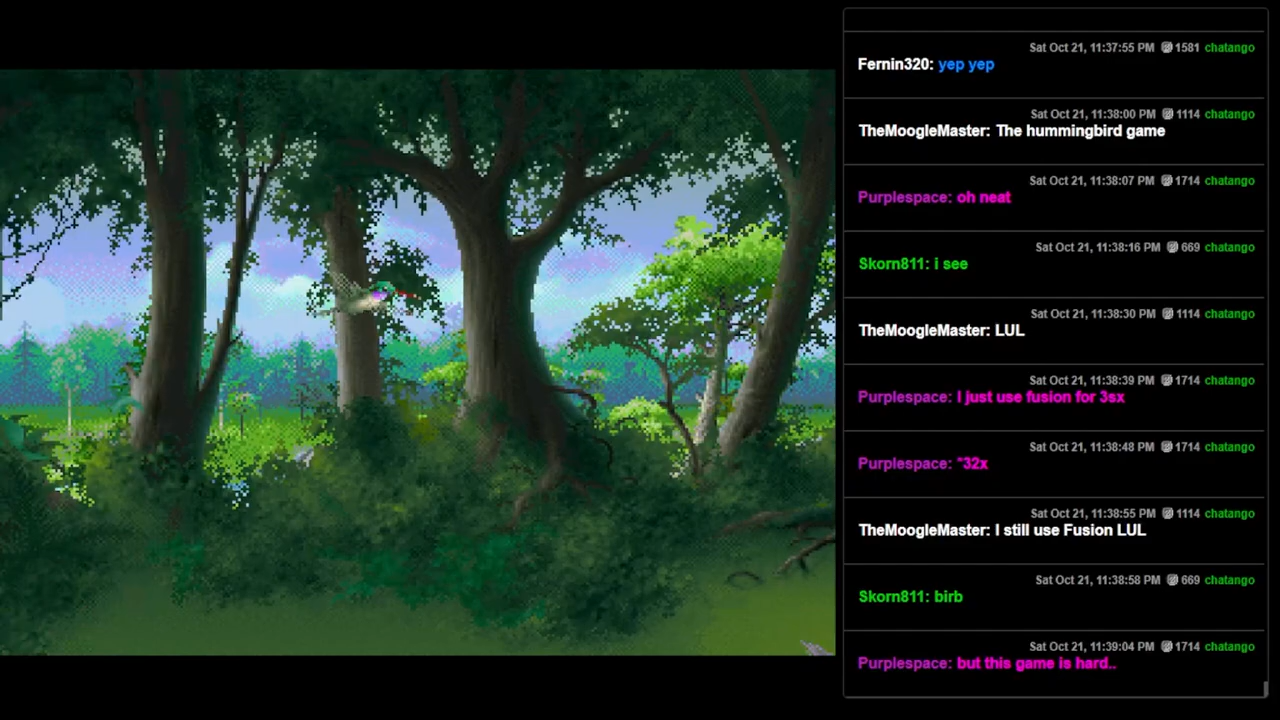 Sat Oct 21, 11:37:55 PM 1581 chatango
Fernin320: yep yep
Sat Oct 21, 11:38:00 PM 1114 chatango
TheMoogleMaster: The hummingbird game
Sat Oct 21, 11:38:07 PM 1714 chatango
Purplespace: oh neat
Sat Oct 21, 11:38:16 PM 669 chatango
Skorn811: i see
Sat Oct 21, 11:38:30 PM 1114 chatango
TheMoogleMaster: LUL
Sat Oct 21, 11:38:39 PM 1714 chatango
Purplespace: I just use fusion for 3sx
Sat Oct 21, 11:38:48 PM 1714 chatango
Purplespace: *32x
Sat Oct 21, 11:38:55 PM 1114 chatango
TheMoogleMaster: I still use Fusion LUL
Sat Oct 21, 11:38:58 PM 669 chatango
Skorn811: birb
Sat Oct 21, 11:39:04 PM 1714 chatango
Purplespace: but this game is hard..